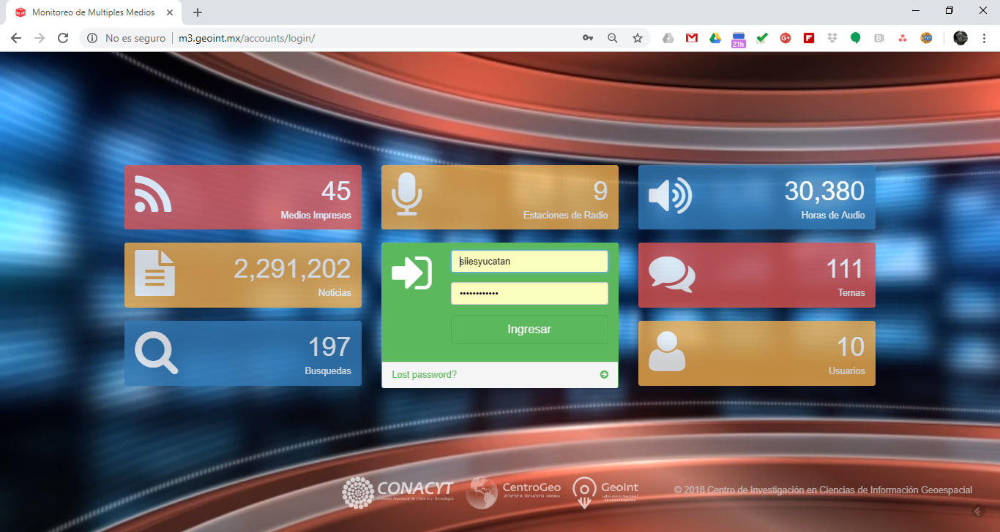 Monitoreo de Multiples Medios
No es seguro
m3.geoint.mx/accounts/login/
21h
45
Medios Impresos
9
Estaciones de Radio
30,380
Horas de Audio
2,291,202
Noticias
siiesyucatan
••••••••••••
Ingresar
Lost password?
111
Temas
197
Busquedas
10
Usuarios
CONACYT
Consejo Nacional de Ciencia y Tecnología
CentroGeo
GeoInt
© 2018 Centro de Investigación en Ciencias de Información Geoespacial